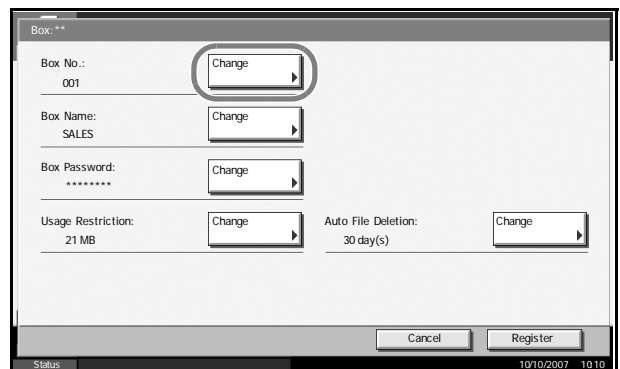 Box:**
Box No.:
Change
001
Box Name:
Change
SALES
Box Password:
Change
********
Usage Restriction:
Change
Auto File Deletion:
Change
21 MB
30 day(s)
Cancel
Register
Status
10/10/2007 10:10